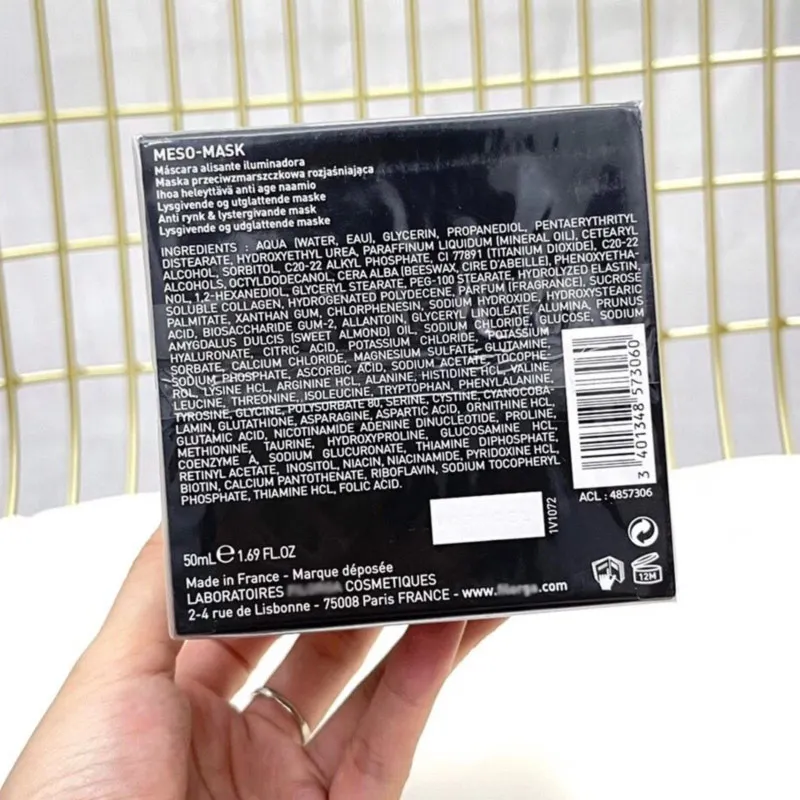 MESO-MASK
Máscara alisante iluminadora
Maska przeciwzmarszczkowa rozjaśniająca
Ihoa heleyttävä anti age naamio
Lysgivende og utglattende maske
Anti rynk & lystergivande mask
Lysgivende og udglattende maske
INGREDIENTS : AQUA (WATER, EAU), GLYCERIN, PROPANEDIOL, PENTAERYTHRITYL
DISTEARATE, HYDROXYETHYL UREA, PARAFFINUM LIQUIDUM (MINERAL OIL), CETEARYL
ALCOHOL, SORBITOL, C20-22 ALKYL PHOSPHATE, CI 77891 (TITANIUM DIOXIDE), C20-22
ALCOHOLS, OCTYLDODECANOL, CERA ALBA (BEESWAX, CIRE D'ABEILLE), PHENOXYETHA-
NOL, 1,2-HEXANEDIOL, GLYCERYL STEARATE, PEG-100 STEARATE, HYDROLYZED ELASTIN,
SOLUBLE COLLAGEN, HYDROGENATED POLYDECENE, PARFUM (FRAGRANCE), SUCROSE
PALMITATE, XANTHAN GUM, CHLORPHENESIN, SODIUM HYDROXIDE, HYDROXYSTEARIC
ACID, BIOSACCHARIDE GUM-2, ALLANTOIN, GLYCERYL LINOLEATE, ALUMINA, PRUNUS
AMYGDALUS DULCIS (SWEET ALMOND) OIL, SODIUM CHLORIDE, GLUCOSE, SODIUM
HYALURONATE, CITRIC ACID, POTASSIUM CHLORIDE, POTASSIUM
SORBATE, CALCIUM CHLORIDE, MAGNESIUM SULFATE, GLUTAMINE,
SODIUM PHOSPHATE, ASCORBIC ACID, SODIUM ACETATE, TOCOPHE-
ROL, LYSINE HCL, ARGININE HCL, ALANINE, HISTIDINE HCL, VALINE,
LEUCINE, THREONINE, ISOLEUCINE, TRYPTOPHAN, PHENYLALANINE,
TYROSINE, GLYCINE, POLYSORBATE 80, SERINE, CYSTINE, CYANOCOBA-
LAMIN, GLUTATHIONE, ASPARAGINE, ASPARTIC ACID, ORNITHINE HCL,
GLUTAMIC ACID, NICOTINAMIDE ADENINE DINUCLEOTIDE, PROLINE,
METHIONINE, TAURINE, HYDROXYPROLINE, GLUCOSAMINE HCL,
COENZYME A, SODIUM GLUCURONATE, THIAMINE DIPHOSPHATE,
RETINYL ACETATE, INOSITOL, NIACIN, NIACINAMIDE, PYRIDOXINE HCL,
BIOTIN, CALCIUM PANTOTHENATE, RIBOFLAVIN, SODIUM TOCOPHERYL
PHOSPHATE, THIAMINE HCL, FOLIC ACID.
3 401348 573060
ACL : 4857306
1V1072
50mL e 1.69 FL.OZ
12M
Made in France - Marque déposée
LABORATOIRES COSMETIQUES
2-4 rue de Lisbonne - 75008 Paris FRANCE - www. .com